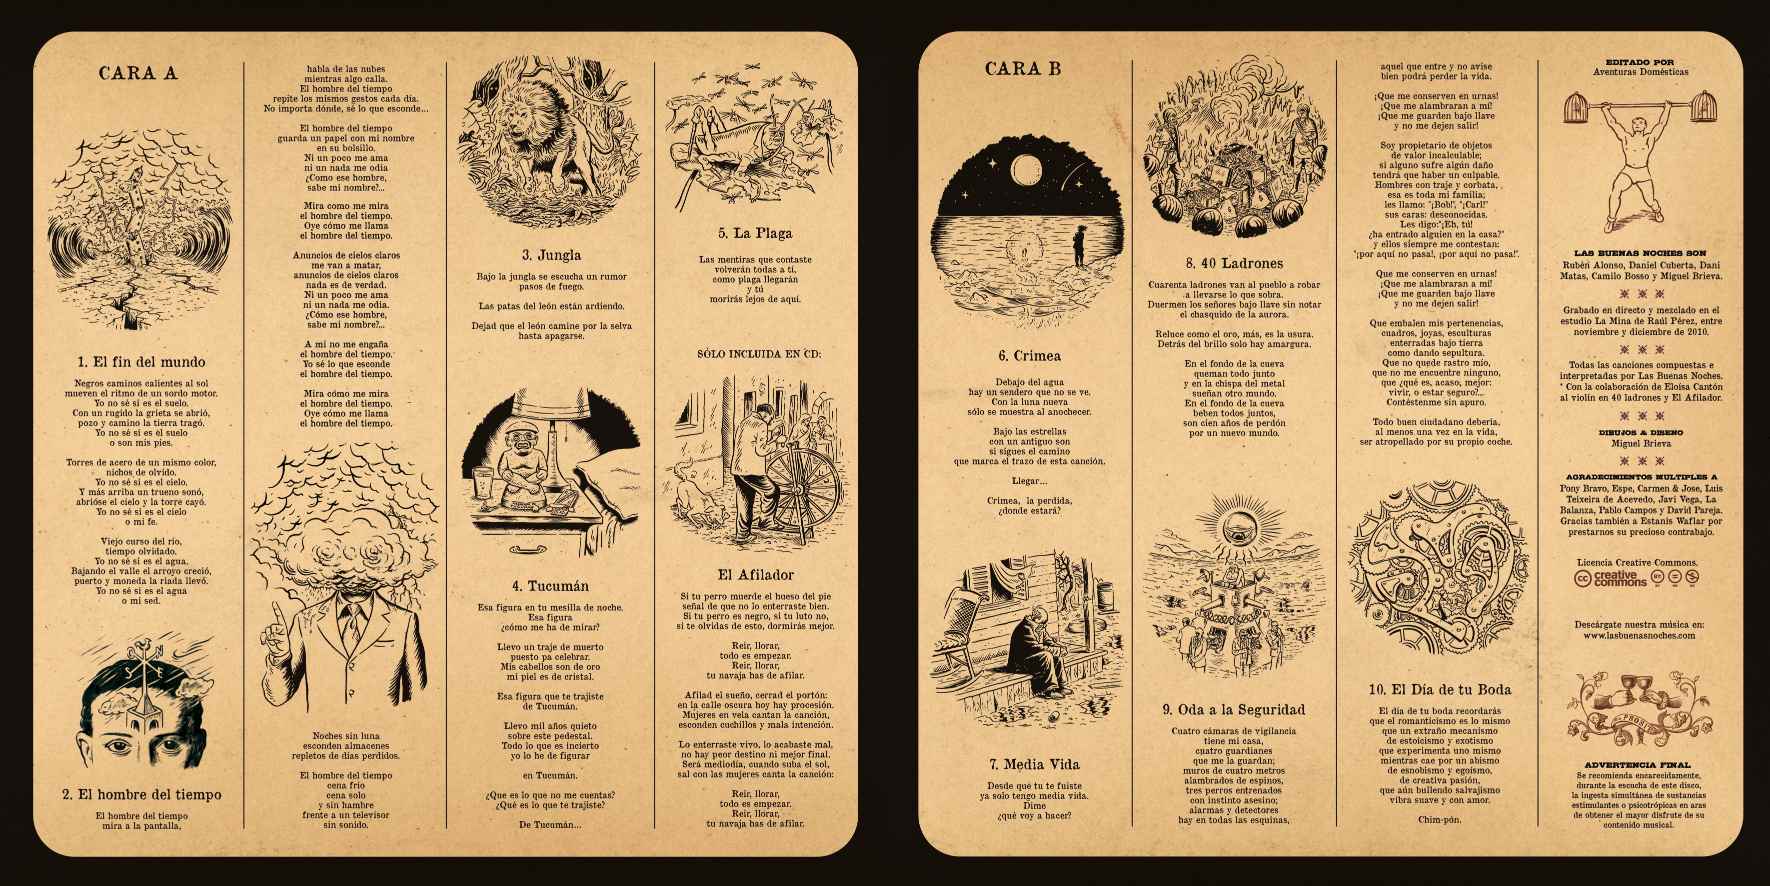 CARA A
1. El fin del mundo
Negros caminos calientes al sol
mueven el ritmo de un sordo motor.
Yo no sé si es el suelo.
Con un rugido la grieta se abrió,
pozo y camino la tierra tragó.
Yo no sé si es el suelo
o son mis pies.
Torres de acero de un mismo color,
nichos de olvido.
Yo no sé si es el cielo.
Y más arriba un trueno sonó,
abrióse el cielo y la torre cayó.
Yo no sé si es el cielo
o mi fe.
Viejo curso del río,
tiempo olvidado.
Yo no sé si es el agua.
Bajando el valle el arroyo creció,
puerto y moneda la riada llevó.
Yo no sé si es el agua
o mi sed.
2. El hombre del tiempo
El hombre del tiempo
mira a la pantalla,
habla de las nubes
mientras algo calla.
El hombre del tiempo
repite los mismos gestos cada día.
No importa dónde, sé lo que esconde...
El hombre del tiempo
guarda un papel con mi nombre
en su bolsillo.
Ni un poco me ama
ni un nada me odia
¿Como ese hombre,
sabe mi nombre?...
Mira como me mira
el hombre del tiempo.
Oye cómo me llama
el hombre del tiempo.
Anuncios de cielos claros
me van a matar,
anuncios de cielos claros
nada es de verdad.
Ni un poco me ama
ni un nada me odia.
¿Cómo ese hombre,
sabe mi nombre?...
A mi no me engaña
el hombre del tiempo.
Yo sé lo que esconde
el hombre del tiempo.
Mira cómo me mira
el hombre del tiempo.
Oye cómo me llama
el hombre del tiempo.
Noches sin luna
esconden almacenes
repletos de días perdidos.
El hombre del tiempo
cena frío
cena solo
y sin hambre
frente a un televisor
sin sonido.
3. Jungla
Bajo la jungla se escucha un rumor
pasos de fuego.
Las patas del león están ardiendo.
Dejad que el león camine por la selva
hasta apagarse.
4. Tucumán
Esa figura en tu mesilla de noche.
Esa figura
¿cómo me ha de mirar?
Llevo un traje de muerto
puesto pa celebrar.
Mis cabellos son de oro
mi piel es de cristal.
Esa figura que te trajiste
de Tucumán.
Llevo mil años quieto
sobre este pedestal.
Todo lo que es incierto
yo lo he de figurar
en Tucumán.
¿Que es lo que no me cuentas?
¿Qué es lo que te trajiste?
De Tucumán...
5. La Plaga
Las mentiras que contaste
volverán todas a ti,
como plaga llegarán
y tú
morirás lejos de aquí.
SÓLO INCLUIDA EN CD:
El Afilador
Si tu perro muerde el hueso del pie
señal de que no lo enterraste bien.
Si tu perro es negro, si tu luto no,
si te olvidas de esto, dormirás mejor.
Reir, llorar,
todo es empezar.
Reir, llorar,
tu navaja has de afilar.
Afilad el sueño, cerrad el portón:
en la calle oscura hoy hay procesión.
Mujeres en vela cantan la canción,
esconden cuchillos y mala intención.
Lo enterraste vivo, lo acabaste mal,
no hay peor destino ni mejor final.
Será mediodía, cuando suba el sol,
sal con las mujeres canta la canción:
Reir, llorar,
todo es empezar.
Reir, llorar,
tu navaja has de afilar.
CARA B
6. Crimea
Debajo del agua
hay un sendero que no se ve.
Con la luna nueva
sólo se muestra al anochecer.
Bajo las estrellas
con un antiguo son
si sigues el camino
que marca el trazo de esta canción.
Llegar...
Crimea, la perdida,
¿donde estará?
7. Media Vida
Desde que tu te fuiste
ya solo tengo media vida.
Dime
¿qué voy a hacer?
8. 40 Ladrones
Cuarenta ladrones van al pueblo a robar
a llevarse lo que sobra.
Duermen los señores bajo llave sin notar
el chasquido de la aurora.
Reluce como el oro, más, es la usura.
Detrás del brillo solo hay amargura.
En el fondo de la cueva
queman todo junto
y en la chispa del metal
sueñan otro mundo.
En el fondo de la cueva
beben todos juntos,
son cien años de perdón
por un nuevo mundo.
9. Oda a la Seguridad
Cuatro cámaras de vigilancia
tiene mi casa,
cuatro guardianes
que me la guardan;
muros de cuatro metros
alambrados de espinos,
tres perros entrenados
con instinto asesino;
alarmas y detectores
hay en todas las esquinas,
aquel que entre y no avise
bien podrá perder la vida.
¡Que me conserven en urnas!
¡Que me alambraran a mí!
¡Que me guarden bajo llave
y no me dejen salir!
Soy propietario de objetos
de valor incalculable;
si alguno sufre algún daño
tendrá que haber un culpable.
Hombres con traje y corbata,
esa es toda mi familia;
les llamo: "¡Bob!", "¡Carl!"
sus caras: desconocidas.
Les digo:"¡Eh, tú!
¿ha entrado alguien en la casa?"
y ellos siempre me contestan:
"¡por aquí no pasa!, ¡por aquí no pasa!".
¡Que me conserven en urnas!
¡Que me alambraran a mí!
¡Que me guarden bajo llave
y no me dejen salir!
Que embalen mis pertenencias,
cuadros, joyas, esculturas
enterradas bajo tierra
como dando sepultura.
Que no quede rastro mío,
que no me encuentre ninguno,
que ¿qué es, acaso, mejor:
vivir, o estar seguro?...
Contéstenme sin apuro.
Todo buen ciudadano debería,
al menos una vez en la vida,
ser atropellado por su propio coche.
10. El Día de tu Boda
El día de tu boda recordarás
que el romanticismo es lo mismo
que un extraño mecanismo
de estoicismo y exotismo
que experimenta uno mismo
mientras cae por un abismo
de esnobismo y egoísmo,
de creativa pasión,
que aún bullendo salvajismo
vibra suave y con amor.
Chim-pón.
EDITADO POR
Aventuras Domésticas
LAS BUENAS NOCHES SON
Rubén Alonso, Daniel Cuberta, Dani
Matas, Camilo Bosso y Miguel Brieva.
Grabado en directo y mezclado en el
estudio La Mina de Raúl Pérez, entre
noviembre y diciembre de 2010.
Todas las canciones compuestas e
interpretadas por Las Buenas Noches.
* Con la colaboración de Eloísa Cantón
al violín en 40 ladrones y El Afilador.
DIBUJOS & DISEÑO
Miguel Brieva
AGRADECIMIENTOS MULTIPLES A
Pony Bravo, Espe, Carmen & Jose, Luis
Teixeira de Acevedo, Javi Vega, La
Balanza, Pablo Campos y David Pareja.
Gracias también a Estanis Waflar por
prestarnos su precioso contrabajo.
Licencia Creative Commons.
cc creative commons
Descárgate nuestra música en:
www.lasbuenasnoches.com
PROSIT
ADVERTENCIA FINAL
Se recomienda encarecidamente,
durante la escucha de este disco,
la ingesta simultánea de sustancias
estimulantes o psicotrópicas en aras
de obtener el mayor disfrute de su
contenido musical.